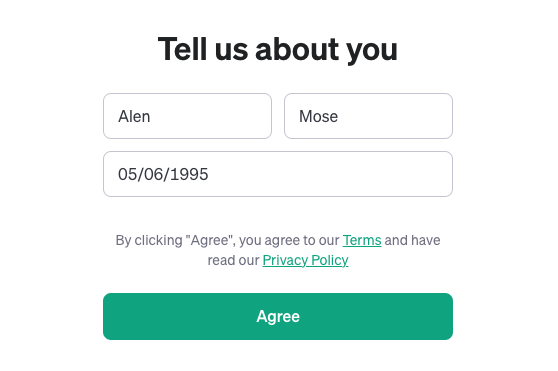 Tell us about you
Alen
Mose
05/06/1995
By clicking "Agree", you agree to our Terms and have
read our Privacy Policy
Agree